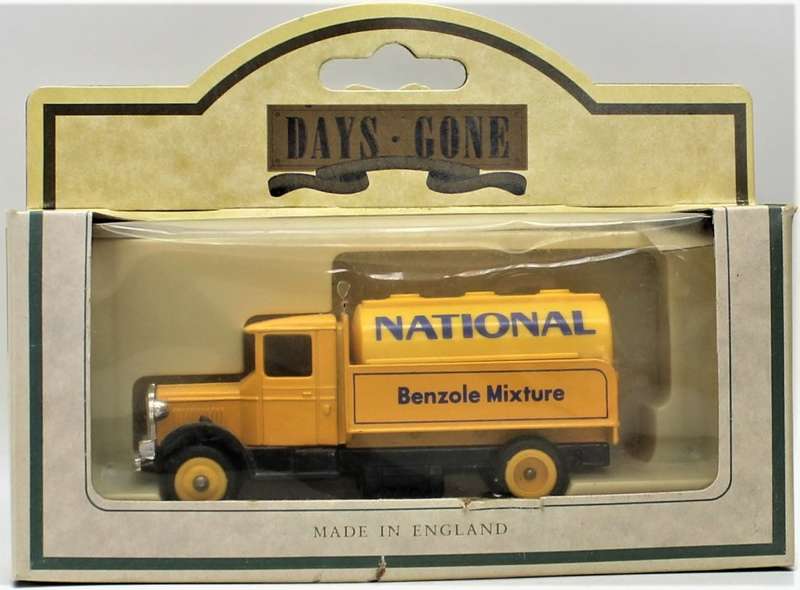 DAYS · GONE
NATIONAL
Benzole Mixture
MADE IN ENGLAND